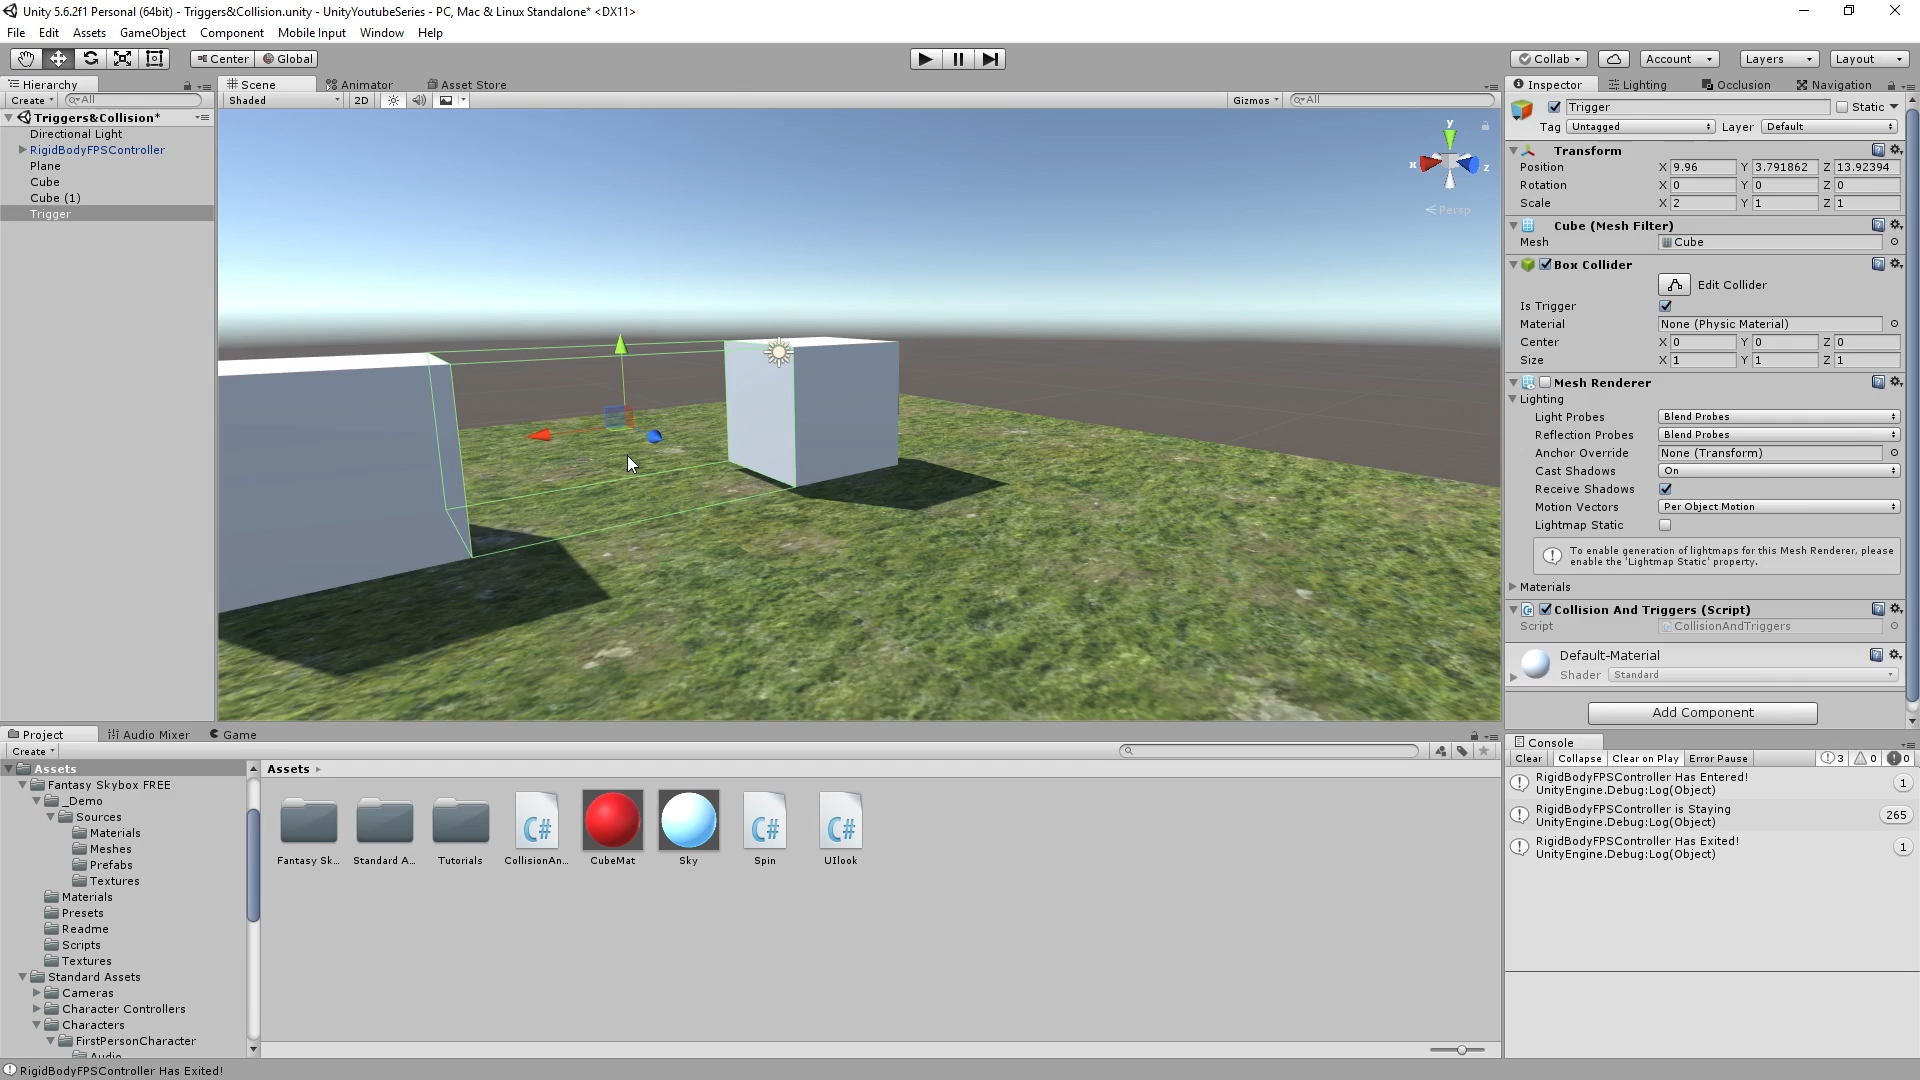 Unity 5.6.2f1 Personal (64bit) - Triggers&Collision.unity - UnityYoutubeSeries - PC, Mac & Linux Standalone* <DX11>
File Edit Assets GameObject Component Mobile Input Window Help
Center Global Collab Account Layers Layout
Hierarchy
Create All
Triggers&Collision*
Directional Light
RigidBodyFPSController
Plane
Cube
Cube (1)
Trigger
Scene Animator Asset Store
Shaded 2D Gizmos All
y
x
z
Persp
Inspector Lighting Occlusion Navigation
Trigger Static
Tag Untagged Layer Default
Transform
Position X 9.96 Y 3.791862 Z 13.92394
Rotation X 0 Y 0 Z 0
Scale X 2 Y 1 Z 1
Cube (Mesh Filter)
Mesh Cube
Box Collider
Edit Collider
Is Trigger
Material None (Physic Material)
Center X 0 Y 0 Z 0
Size X 1 Y 1 Z 1
Mesh Renderer
Lighting
Light Probes Blend Probes
Reflection Probes Blend Probes
Anchor Override None (Transform)
Cast Shadows On
Receive Shadows
Motion Vectors Per Object Motion
Lightmap Static
To enable generation of lightmaps for this Mesh Renderer, please
enable the 'Lightmap Static' property.
Materials
Collision And Triggers (Script)
Script CollisionAndTriggers
Default-Material
Shader Standard
Add Component
Project Audio Mixer Game
Create
Assets
Fantasy Skybox FREE
_Demo
Sources
Materials
Meshes
Prefabs
Textures
Materials
Presets
Readme
Scripts
Textures
Standard Assets
Cameras
Character Controllers
Characters
FirstPersonCharacter
Audio
Assets
Fantasy Sk... Standard A... Tutorials CollisionAn... CubeMat Sky Spin UIlook
C# C# C#
Console
Clear Collapse Clear on Play Error Pause 3 0 0
RigidBodyFPSController Has Entered!
UnityEngine.Debug:Log(Object)
1
RigidBodyFPSController is Staying
UnityEngine.Debug:Log(Object)
265
RigidBodyFPSController Has Exited!
UnityEngine.Debug:Log(Object)
1
RigidBodyFPSController Has Exited!